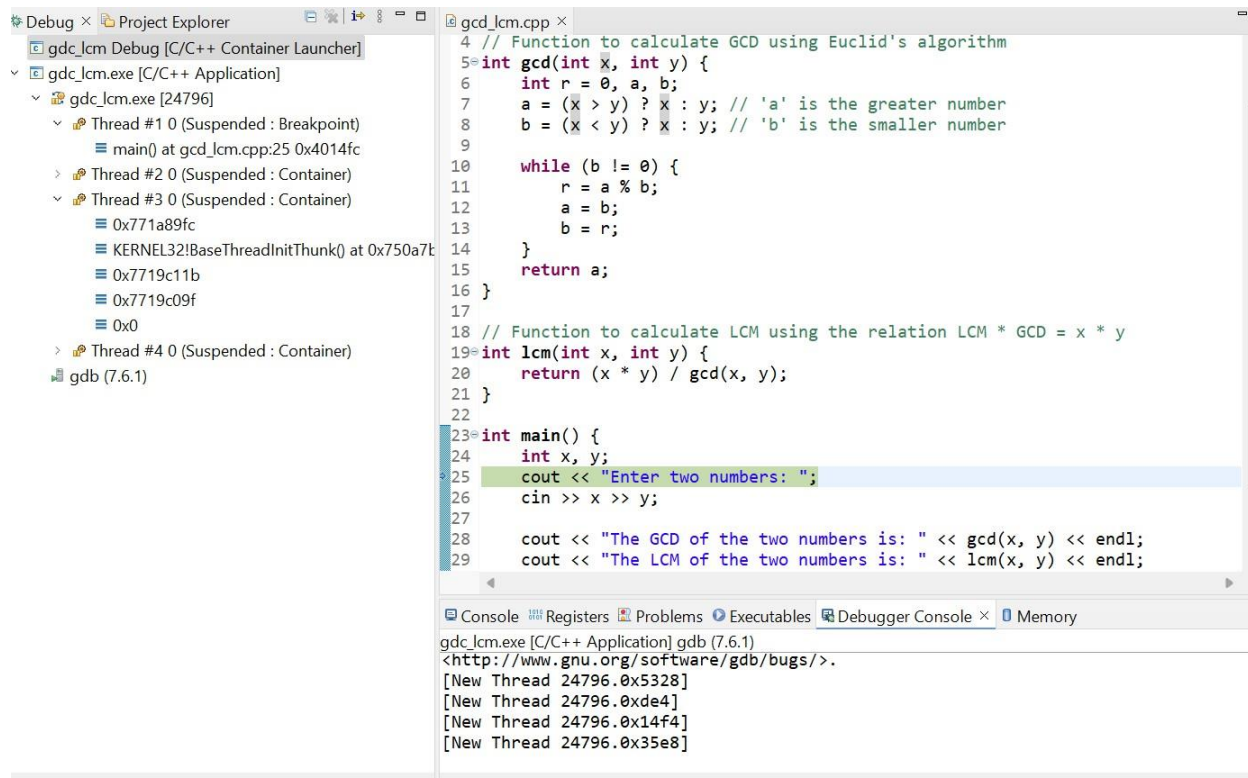 Debug × Project Explorer
gdc_lcm Debug [C/C++ Container Launcher]
gdc_lcm.exe [C/C++ Application]
gdc_lcm.exe [24796]
Thread #1 0 (Suspended : Breakpoint)
main() at gcd_lcm.cpp:25 0x4014fc
Thread #2 0 (Suspended : Container)
Thread #3 0 (Suspended : Container)
0x771a89fc
KERNEL32!BaseThreadInitThunk() at 0x750a7b
0x7719c11b
0x7719c09f
0x0
Thread #4 0 (Suspended : Container)
gdb (7.6.1)
gcd_lcm.cpp ×
4 // Function to calculate GCD using Euclid's algorithm
5 int gcd(int x, int y) {
6     int r = 0, a, b;
7     a = (x > y) ? x : y; // 'a' is the greater number
8     b = (x < y) ? x : y; // 'b' is the smaller number
9
10     while (b != 0) {
11         r = a % b;
12         a = b;
13         b = r;
14     }
15     return a;
16 }
17
18 // Function to calculate LCM using the relation LCM * GCD = x * y
19 int lcm(int x, int y) {
20     return (x * y) / gcd(x, y);
21 }
22
23 int main() {
24     int x, y;
25     cout << "Enter two numbers: ";
26     cin >> x >> y;
27
28     cout << "The GCD of the two numbers is: " << gcd(x, y) << endl;
29     cout << "The LCM of the two numbers is: " << lcm(x, y) << endl;
Console Registers Problems Executables Debugger Console × Memory
gdc_lcm.exe [C/C++ Application] gdb (7.6.1)
<http://www.gnu.org/software/gdb/bugs/>.
[New Thread 24796.0x5328]
[New Thread 24796.0xde4]
[New Thread 24796.0x14f4]
[New Thread 24796.0x35e8]